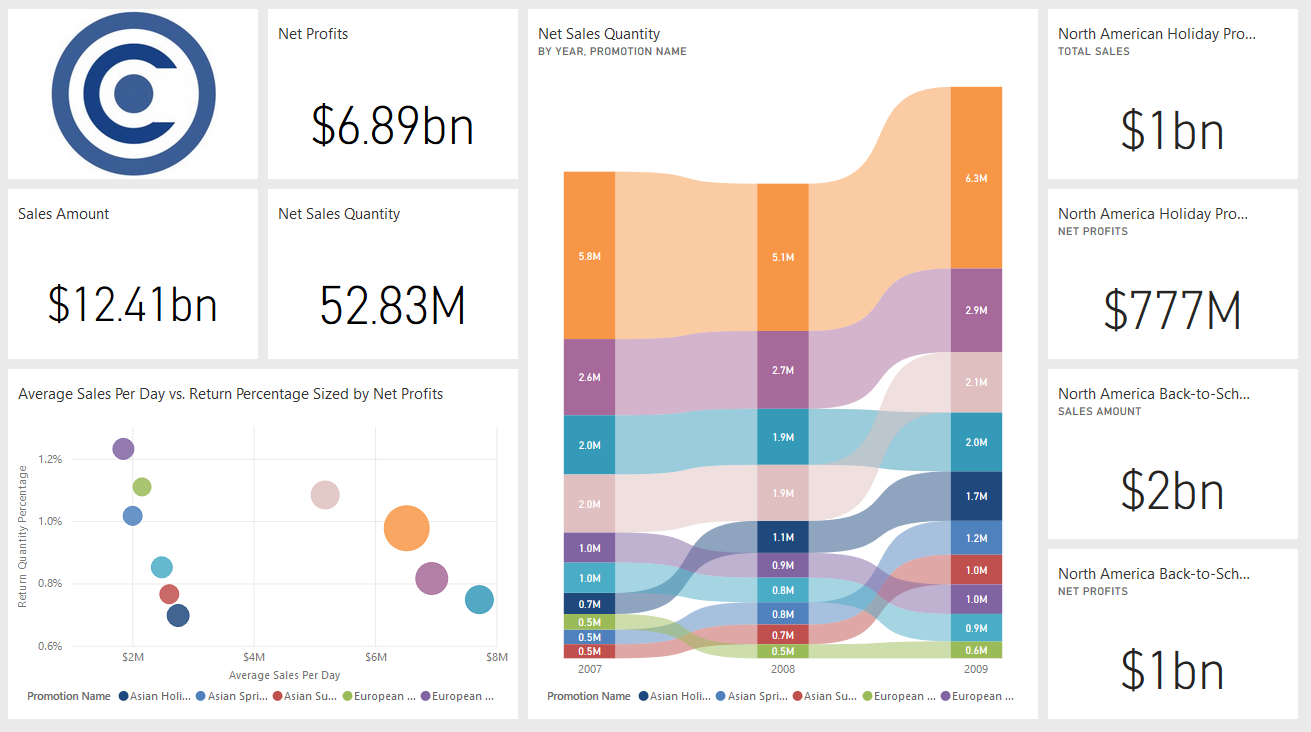 Net Profits
$6.89bn
Sales Amount
$12.41bn
Net Sales Quantity
52.83M
Average Sales Per Day vs. Return Percentage Sized by Net Profits
Return Quantity Percentage
1.2%
1.0%
0.8%
0.6%
$2M $4M $6M $8M
Average Sales Per Day
Promotion Name Asian Holi... Asian Spri... Asian Su... European ... European ...
Net Sales Quantity
BY YEAR, PROMOTION NAME
5.8M
2.6M
2.0M
2.0M
1.0M
1.0M
0.7M
0.5M
0.5M
0.5M
2007
5.1M
2.7M
1.9M
1.9M
1.1M
0.9M
0.8M
0.8M
0.7M
0.5M
2008
6.3M
2.9M
2.1M
2.0M
1.7M
1.2M
1.0M
1.0M
0.9M
0.6M
2009
Promotion Name Asian Holi... Asian Spri... Asian Su... European ... European ...
North American Holiday Pro...
TOTAL SALES
$1bn
North America Holiday Pro...
NET PROFITS
$777M
North America Back-to-Sch...
SALES AMOUNT
$2bn
North America Back-to-Sch...
NET PROFITS
$1bn